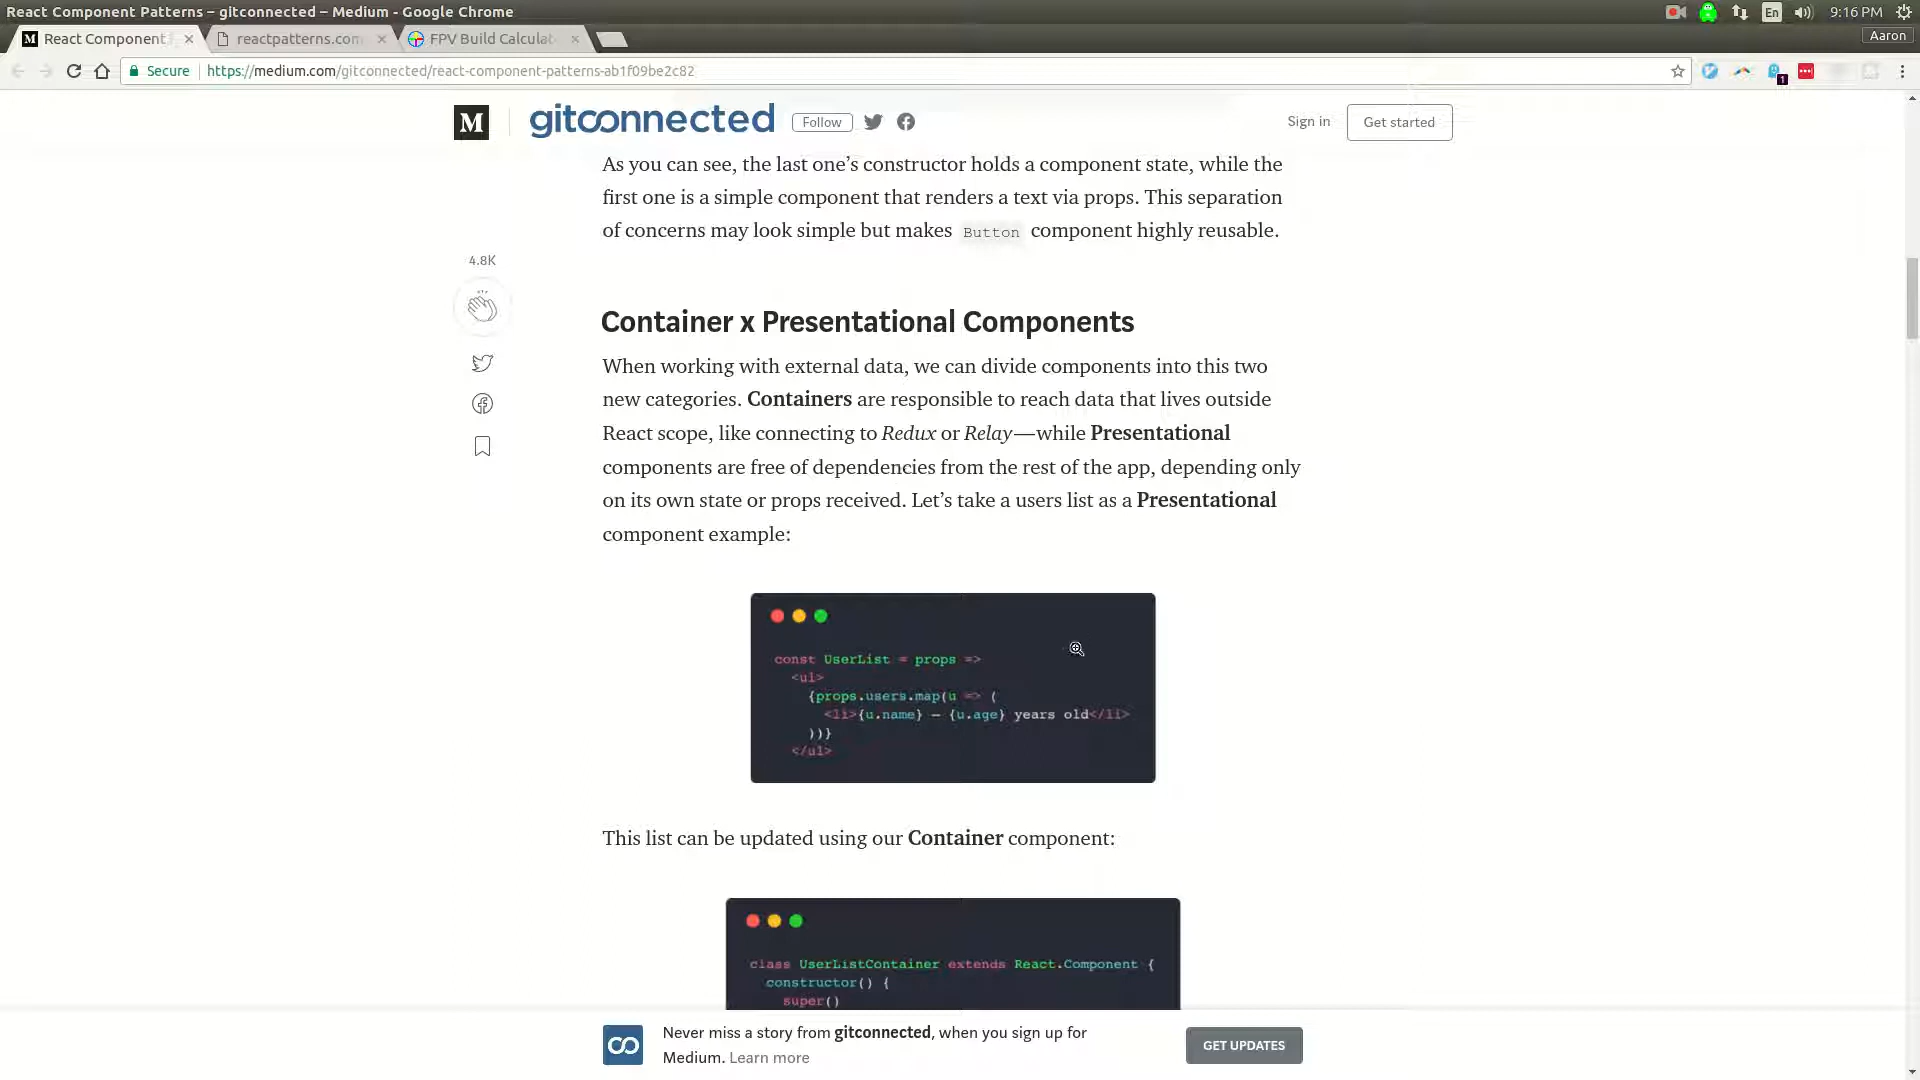 React Component Patterns – gitconnected – Medium - Google Chrome
En
9:16 PM
React Component
reactpatterns.com
FPV Build Calculat
Aaron
Secure
https://medium.com/gitconnected/react-component-patterns-ab1f09be2c82
1
M
gitconnected
Follow
Sign in
Get started
As you can see, the last one’s constructor holds a component state, while the
first one is a simple component that renders a text via props. This separation
of concerns may look simple but makes Button component highly reusable.
4.8K
Container x Presentational Components
When working with external data, we can divide components into this two
new categories. Containers are responsible to reach data that lives outside
React scope, like connecting to Redux or Relay — while Presentational
components are free of dependencies from the rest of the app, depending only
on its own state or props received. Let’s take a users list as a Presentational
component example:
const UserList = props =>
<ul>
{props.users.map(u => (
<li>{u.name} — {u.age} years old</li>
))}
</ul>
This list can be updated using our Container component:
class UserListContainer extends React.Component {
constructor() {
super()
Never miss a story from gitconnected, when you sign up for
Medium. Learn more
GET UPDATES